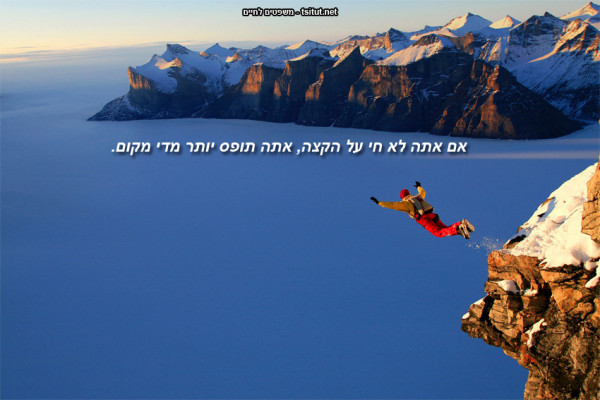 משפטים לחיים - tsitut.net
אם אתה לא חי על הקצה, אתה תופס יותר מדי מקום.